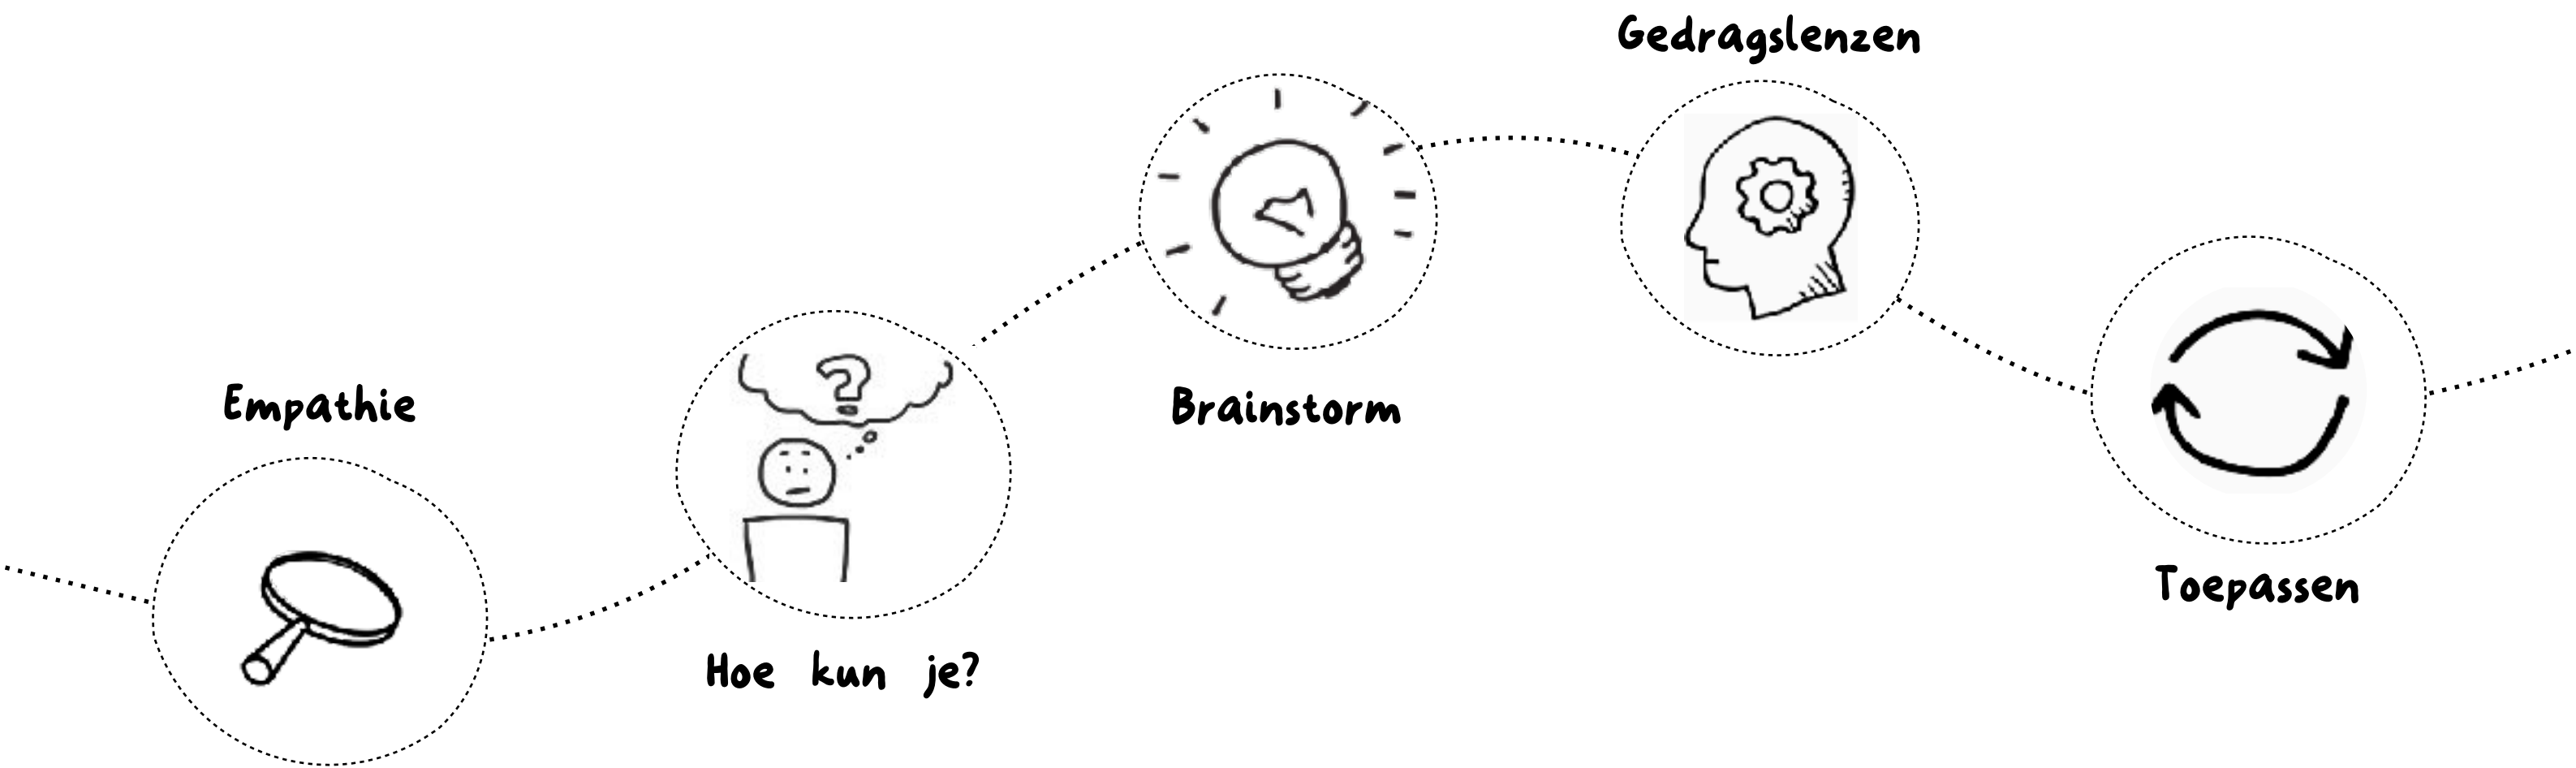 Empathie
Hoe kun je?
Brainstorm
Gedragslenzen
Toepassen